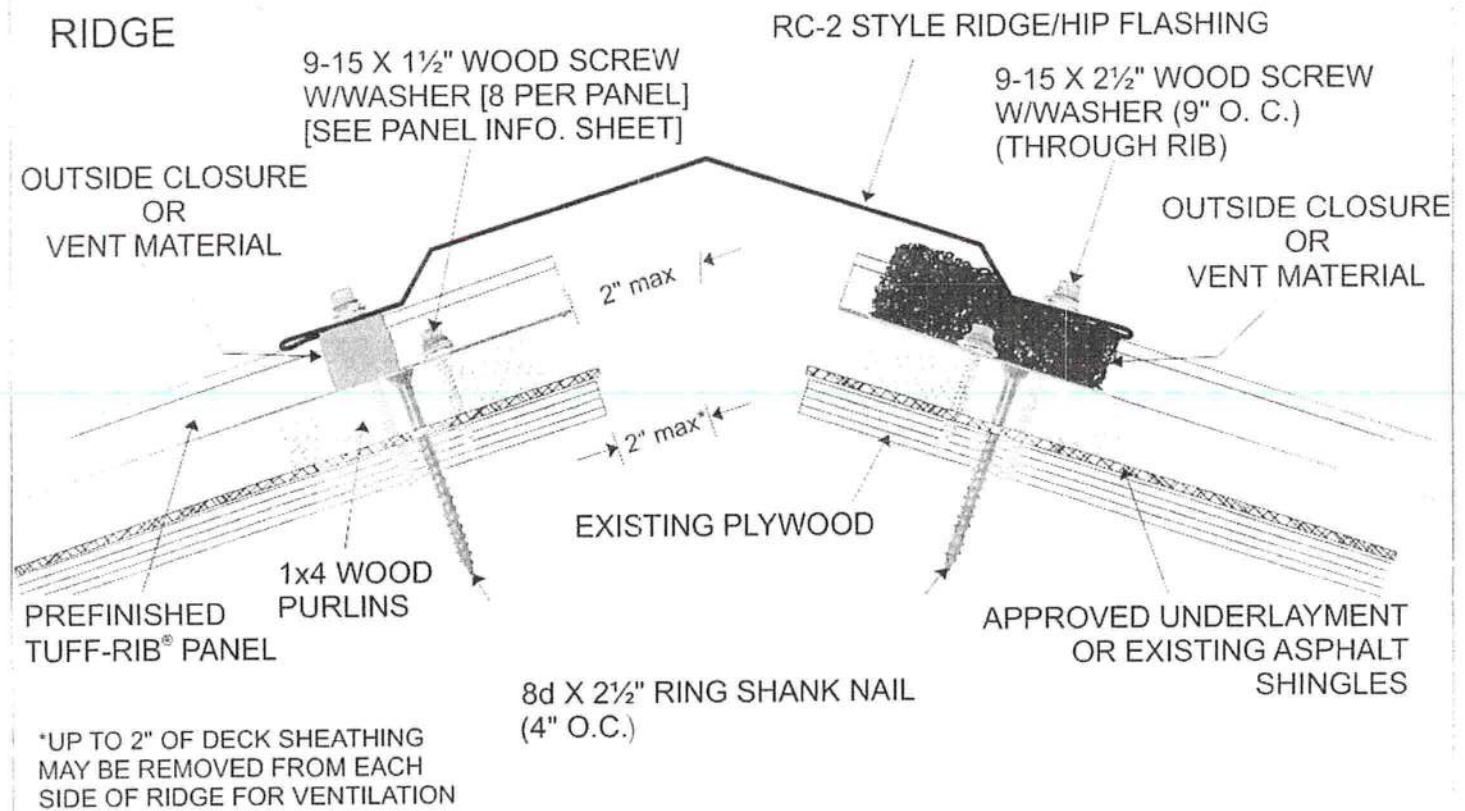 RIDGE
RC-2 STYLE RIDGE/HIP FLASHING
9-15 X 1½" WOOD SCREW
W/WASHER [8 PER PANEL]
[SEE PANEL INFO. SHEET]
9-15 X 2½" WOOD SCREW
W/WASHER (9" O. C.)
(THROUGH RIB)
OUTSIDE CLOSURE
OR
VENT MATERIAL
OUTSIDE CLOSURE
OR
VENT MATERIAL
2" max
2" max*
EXISTING PLYWOOD
1x4 WOOD
PURLINS
PREFINISHED
TUFF-RIB® PANEL
APPROVED UNDERLAYMENT
OR EXISTING ASPHALT
SHINGLES
8d X 2½" RING SHANK NAIL
(4" O.C.)
*UP TO 2" OF DECK SHEATHING
MAY BE REMOVED FROM EACH
SIDE OF RIDGE FOR VENTILATION